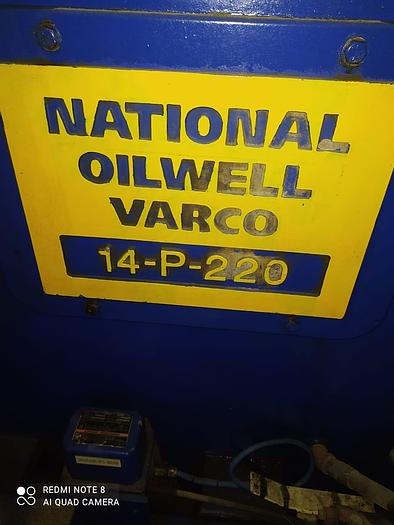 NATIONAL
OILWELL
VARCO
14-P-220
REDMI NOTE 8
AI QUAD CAMERA